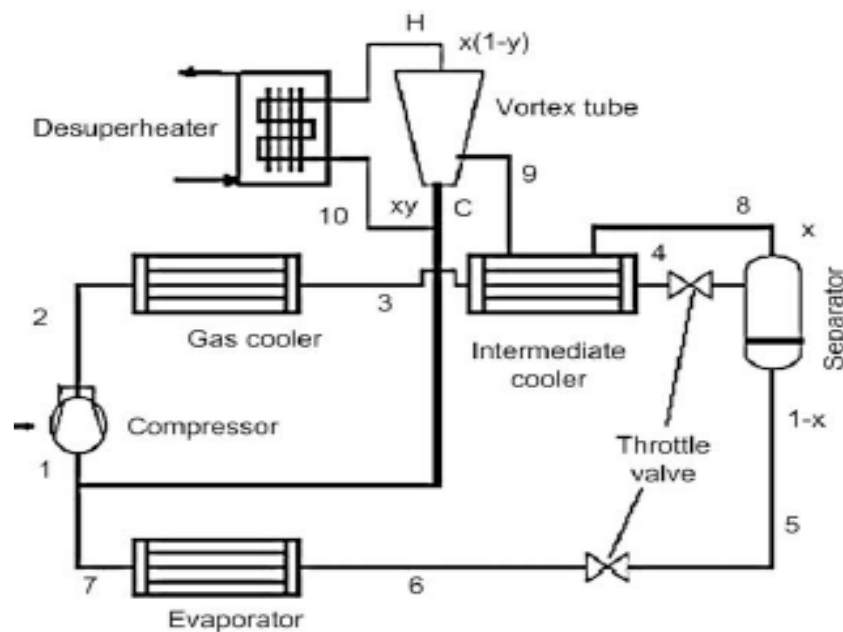 H
x(1-y)
Vortex tube
Desuperheater
9
10
xy
C
8
x
4
2
3
Separator
Gas cooler
Intermediate
cooler
Compressor
1-x
Throttle
valve
1
5
7
6
Evaporator